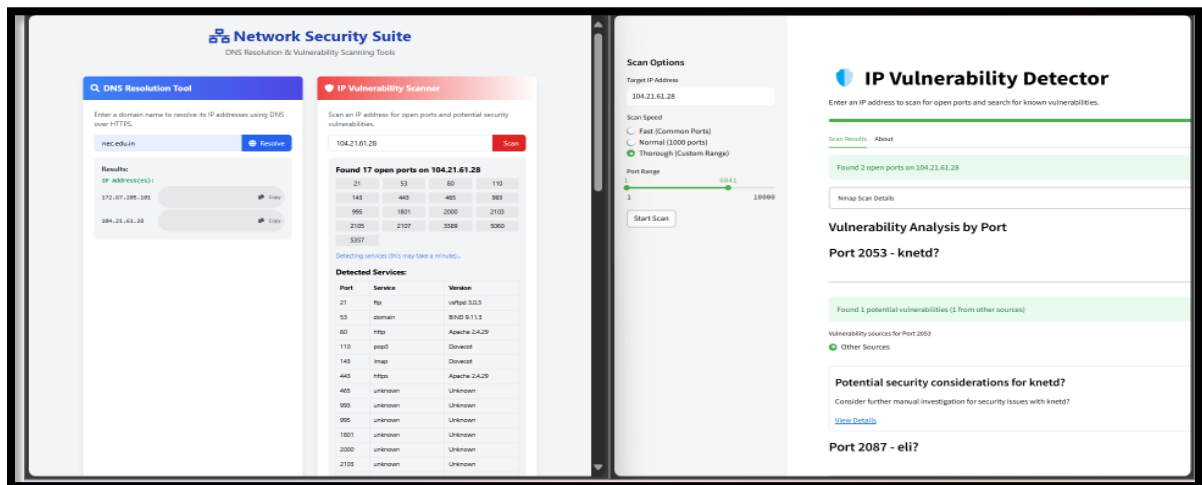 Network Security Suite
DNS Resolution & Vulnerability Scanning Tools
DNS Resolution Tool
Enter a domain name to resolve its IP addresses using DNS
over HTTPS.
nec.edu.in
Resolve
Results:
IP Address(es):
172.67.205.101
Copy
104.21.61.28
Copy
IP Vulnerability Scanner
Scan an IP address for open ports and potential security
vulnerabilities.
104.21.61.28
Scan
Found 17 open ports on 104.21.61.28
21 53 80 110
143 443 465 993
995 1801 2000 2103
2105 2107 3389 5060
5357
Detecting services (this may take a minute)...
Detected Services:
Port Service Version
21 ftp vsftpd 3.0.3
53 domain BIND 9.11.3
80 http Apache 2.4.29
110 pop3 Dovecot
143 imap Dovecot
443 https Apache 2.4.29
465 unknown Unknown
993 unknown Unknown
995 unknown Unknown
1801 unknown Unknown
2000 unknown Unknown
2103 unknown Unknown
Scan Options
Target IP Address
104.21.61.28
Scan Speed
Fast (Common Ports)
Normal (1000 ports)
Thorough (Custom Range)
Port Range
1 6841
1 10000
Start Scan
IP Vulnerability Detector
Enter an IP address to scan for open ports and search for known vulnerabilities.
Scan Results About
Found 2 open ports on 104.21.61.28
Nmap Scan Details
Vulnerability Analysis by Port
Port 2053 - knetd?
Found 1 potential vulnerabilities (1 from other sources)
Vulnerability sources for Port 2053
Other Sources
Potential security considerations for knetd?
Consider further manual investigation for security issues with knetd?
View Details
Port 2087 - eli?